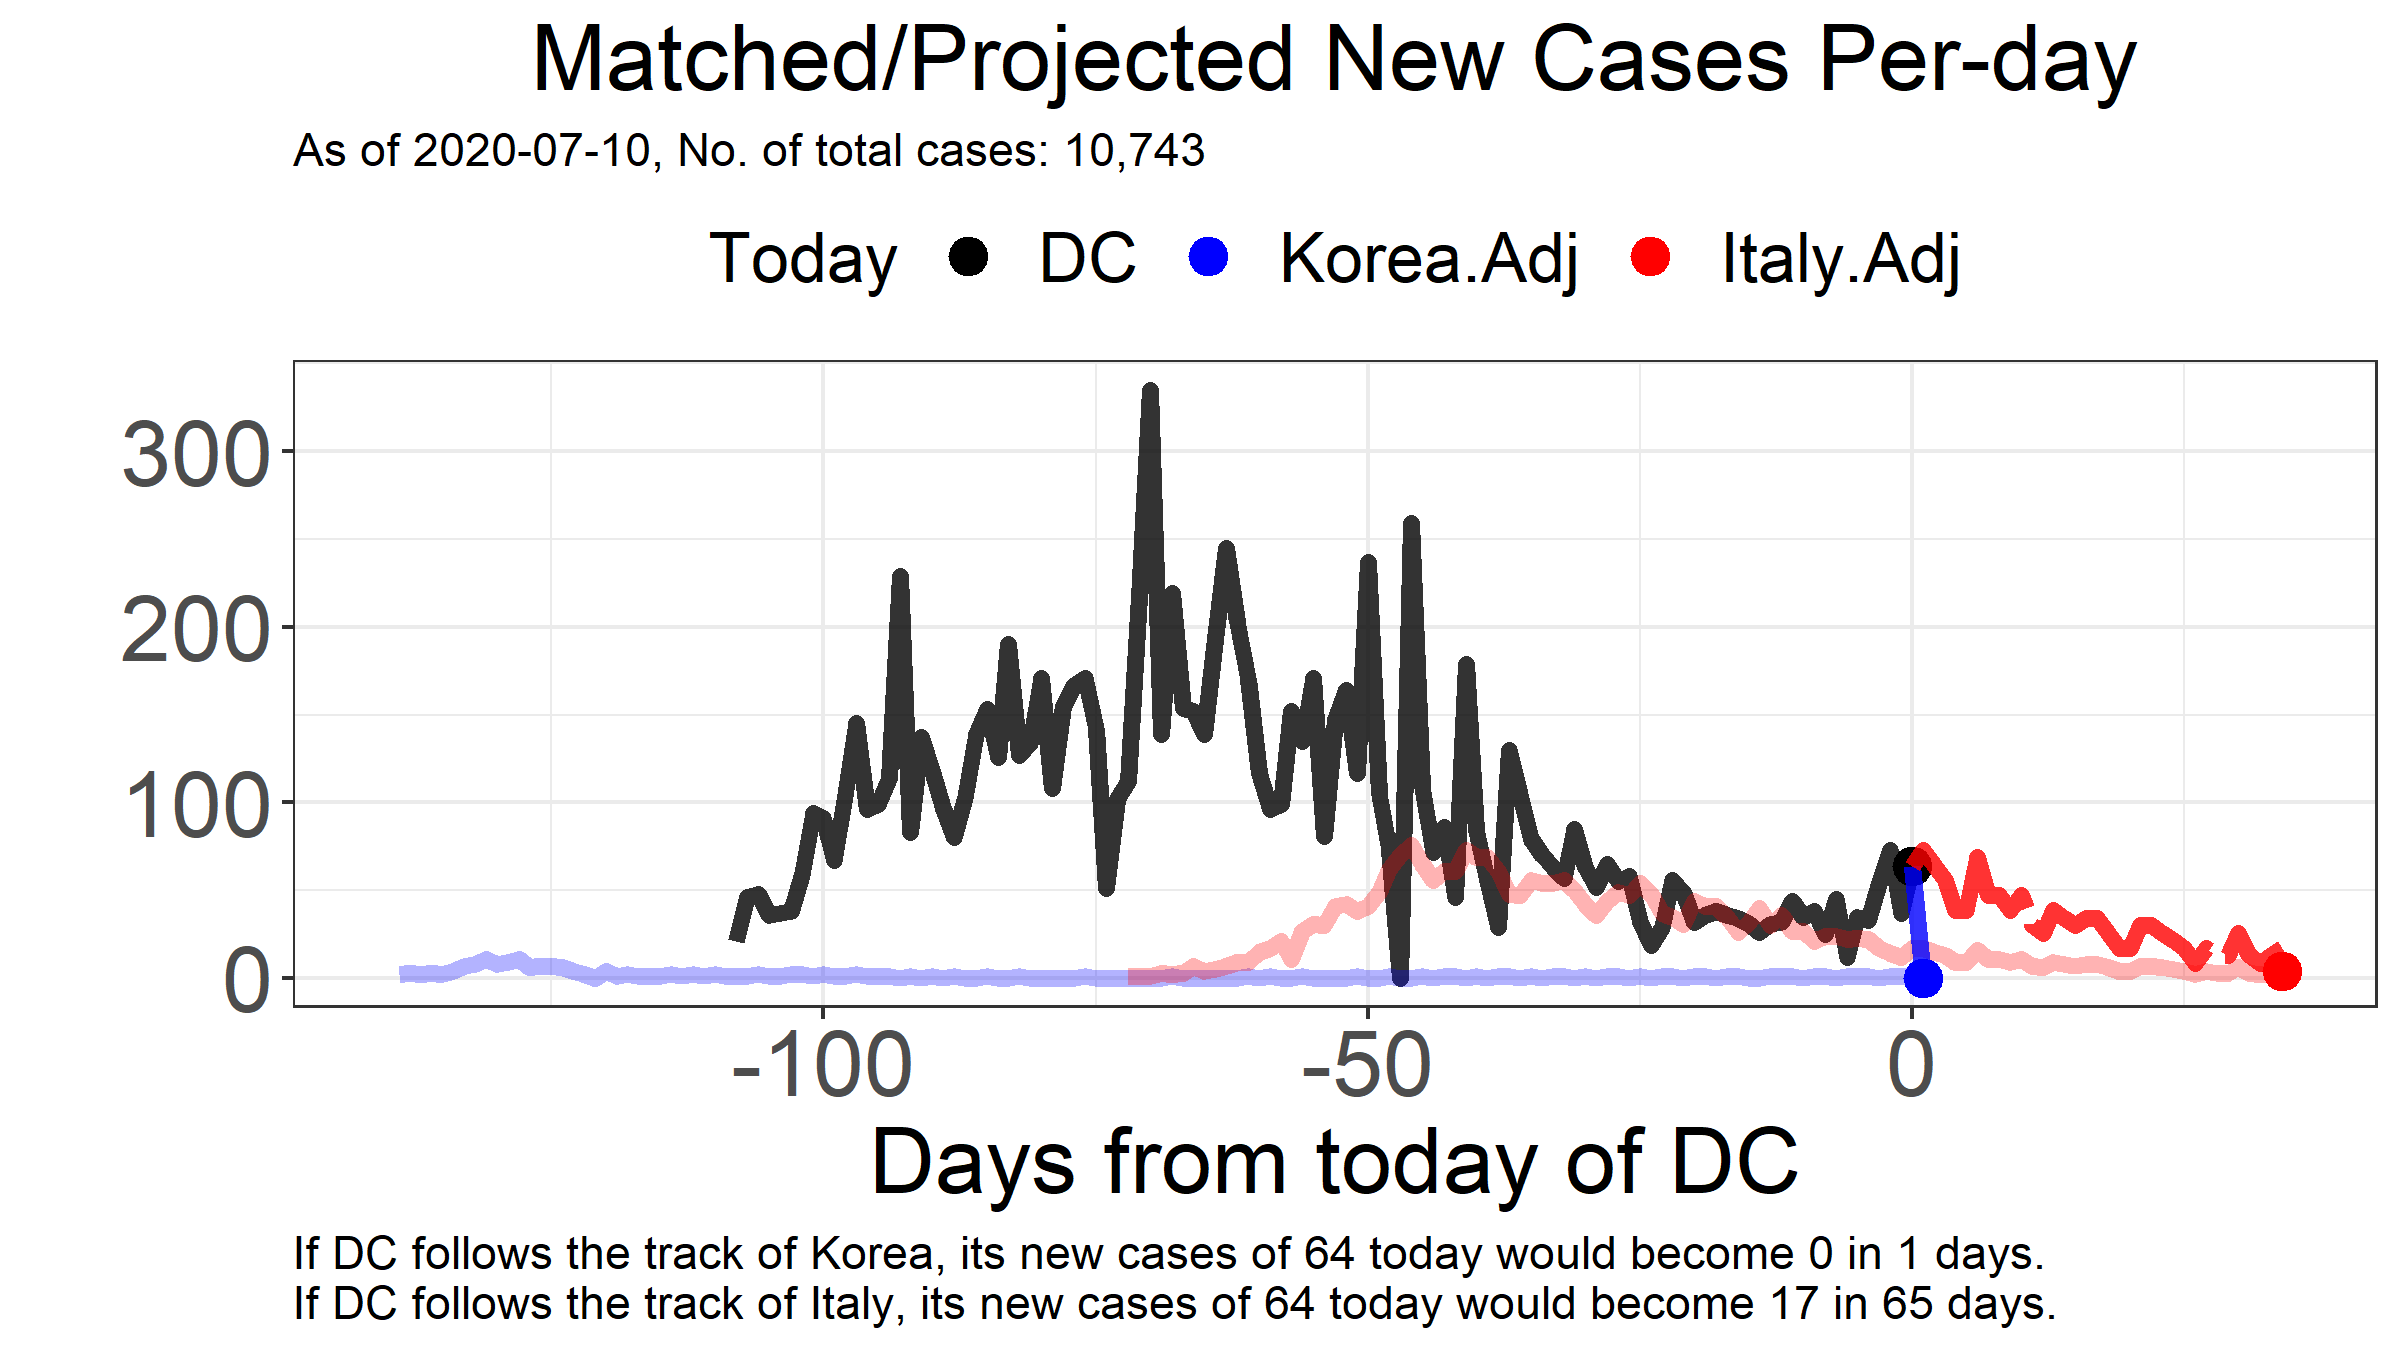 Matched/Projected New Cases Per-day
As of 2020-07-10, No. of total cases: 10,743
Today DC Korea.Adj Italy.Adj
300
200
100
0
-100 -50 0
Days from today of DC
If DC follows the track of Korea, its new cases of 64 today would become 0 in 1 days.
If DC follows the track of Italy, its new cases of 64 today would become 17 in 65 days.